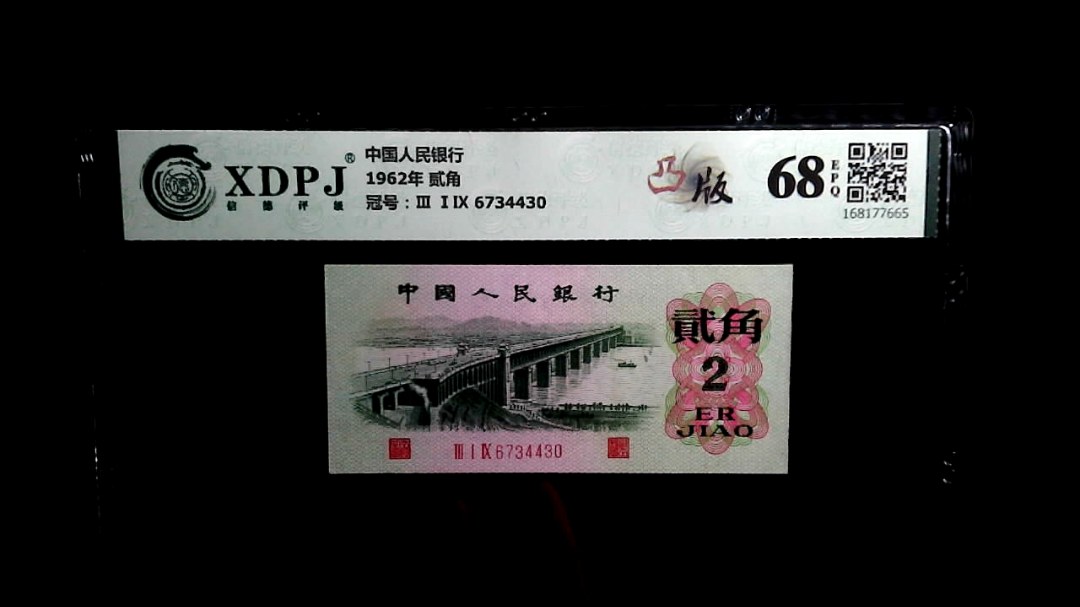 XDPJ®
信德评级
中国人民银行
1962年 贰角
冠号：Ⅲ Ⅰ Ⅸ 6734430
凸版
68
EPQ
168177665
中國人民銀行
貳角
2
ER
JIAO
Ⅲ Ⅰ Ⅸ 6734430